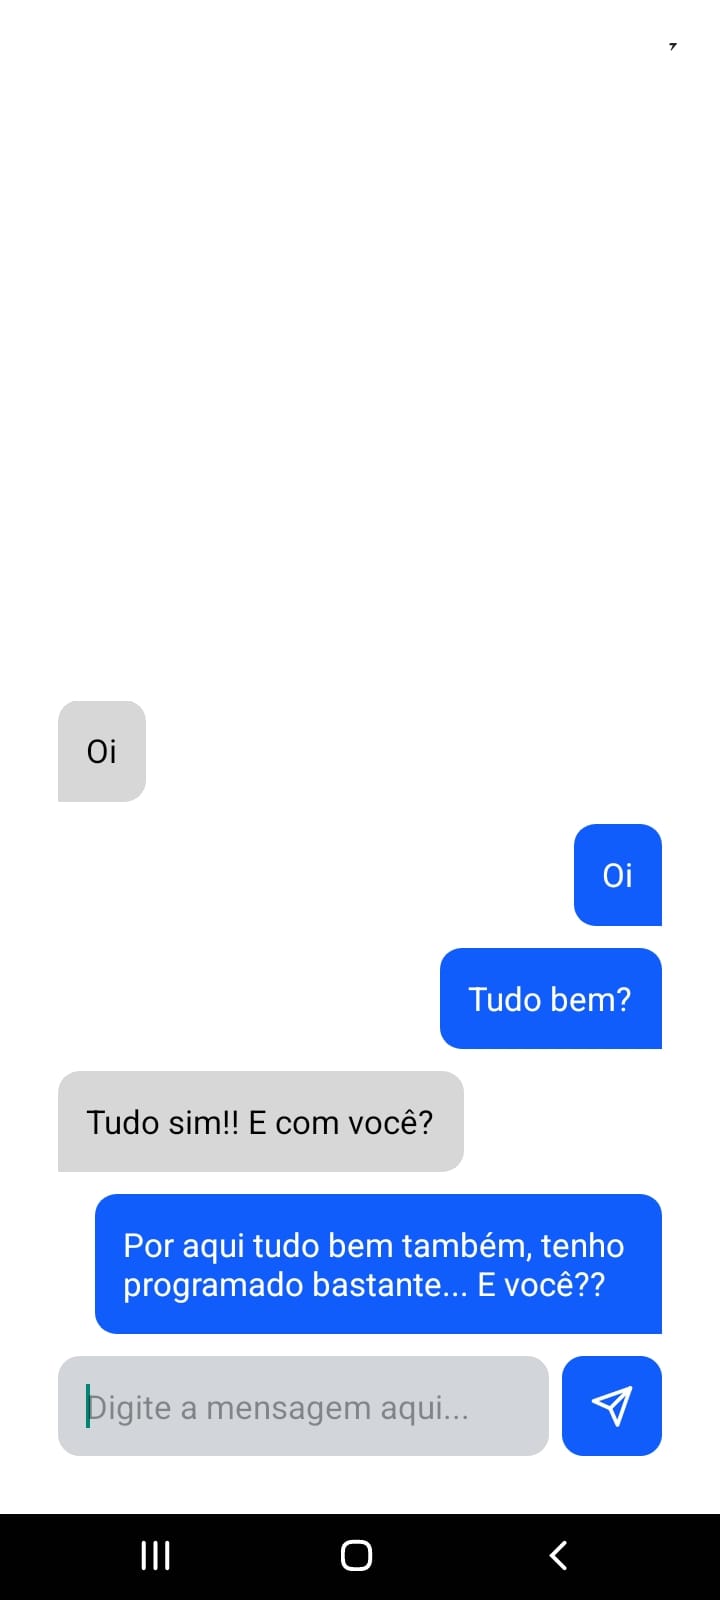 Oi
Oi
Tudo bem?
Tudo sim!! E com você?
Por aqui tudo bem também, tenho
programado bastante... E você??
Digite a mensagem aqui...